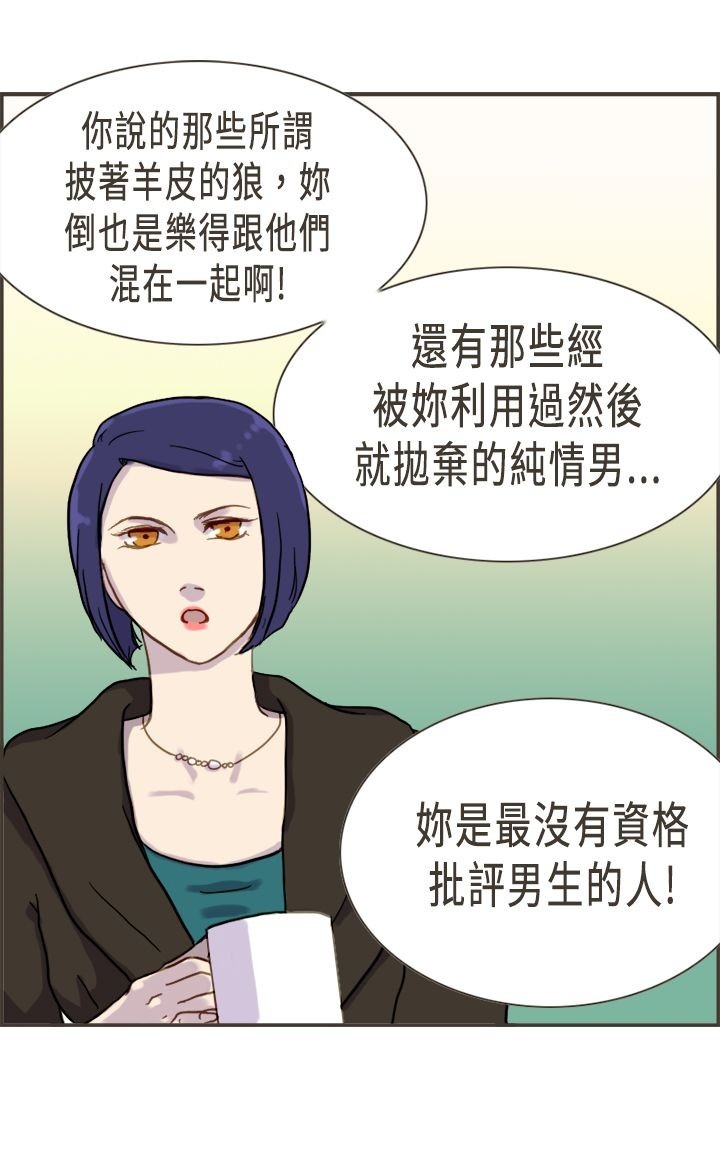 你說的那些所謂
披著羊皮的狼，妳
倒也是樂得跟他們
混在一起啊!
還有那些經
被妳利用過然後
就拋棄的純情男...
妳是最沒有資格
批評男生的人!